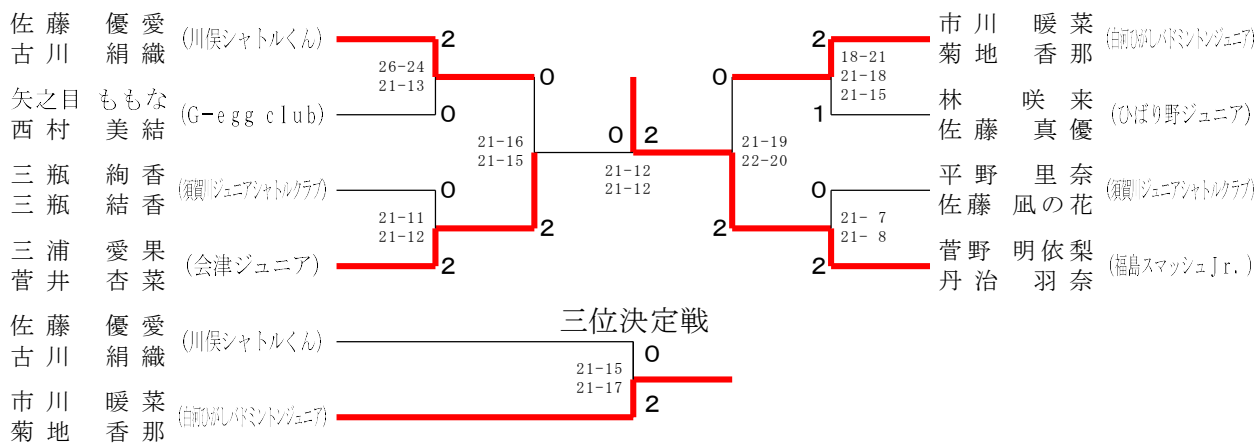 佐藤 優愛
古川 絹織
(川俣シャトルくん)
2
26-24
21-13
0
矢之目 ももな
西村 美結
(G-egg club)
0
21-16
21-15
三瓶 絢香
三瓶 結香
(須賀川ジュニアシャトルクラブ)
0
21-11
21-12
2
三浦 愛果
菅井 杏菜
(会津ジュニア)
2
0 2
21-12
21-12
市川 暖菜
菊地 香那
(白河ひがしバドミントンジュニア)
2
18-21
21-18
21-15
0
林 咲来
佐藤 真優
(ひばり野ジュニア)
1
21-19
22-20
平野 里奈
佐藤 凪の花
(須賀川ジュニアシャトルクラブ)
0
21- 7
21- 8
2
菅野 明依梨
丹治 羽奈
(福島スマッシュJr.)
2
三位決定戦
佐藤 優愛
古川 絹織
(川俣シャトルくん)
0
21-15
21-17
市川 暖菜
菊地 香那
(白河ひがしバドミントンジュニア)
2